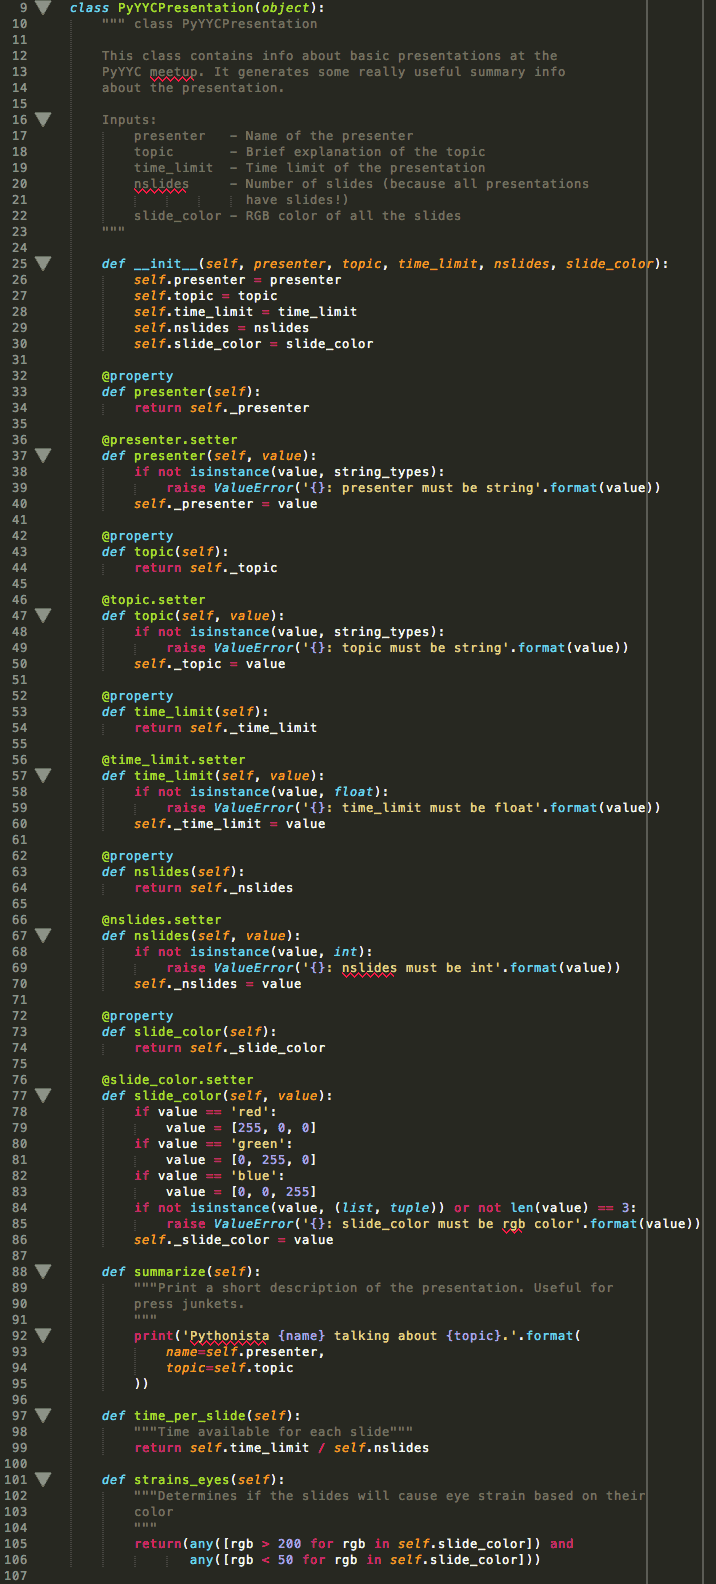 9 class PyYYCPresentation(object):
10     """ class PyYYCPresentation
11
12     This class contains info about basic presentations at the
13     PyYYC meetup. It generates some really useful summary info
14     about the presentation.
15
16     Inputs:
17         presenter   - Name of the presenter
18         topic       - Brief explanation of the topic
19         time_limit  - Time limit of the presentation
20         nslides     - Number of slides (because all presentations
21                       have slides!)
22         slide_color - RGB color of all the slides
23     """
24
25     def __init__(self, presenter, topic, time_limit, nslides, slide_color):
26         self.presenter = presenter
27         self.topic = topic
28         self.time_limit = time_limit
29         self.nslides = nslides
30         self.slide_color = slide_color
31
32     @property
33     def presenter(self):
34         return self._presenter
35
36     @presenter.setter
37     def presenter(self, value):
38         if not isinstance(value, string_types):
39             raise ValueError('{}: presenter must be string'.format(value))
40         self._presenter = value
41
42     @property
43     def topic(self):
44         return self._topic
45
46     @topic.setter
47     def topic(self, value):
48         if not isinstance(value, string_types):
49             raise ValueError('{}: topic must be string'.format(value))
50         self._topic = value
51
52     @property
53     def time_limit(self):
54         return self._time_limit
55
56     @time_limit.setter
57     def time_limit(self, value):
58         if not isinstance(value, float):
59             raise ValueError('{}: time_limit must be float'.format(value))
60         self._time_limit = value
61
62     @property
63     def nslides(self):
64         return self._nslides
65
66     @nslides.setter
67     def nslides(self, value):
68         if not isinstance(value, int):
69             raise ValueError('{}: nslides must be int'.format(value))
70         self._nslides = value
71
72     @property
73     def slide_color(self):
74         return self._slide_color
75
76     @slide_color.setter
77     def slide_color(self, value):
78         if value == 'red':
79             value = [255, 0, 0]
80         if value == 'green':
81             value = [0, 255, 0]
82         if value == 'blue':
83             value = [0, 0, 255]
84         if not isinstance(value, (list, tuple)) or not len(value) == 3:
85             raise ValueError('{}: slide_color must be rgb color'.format(value))
86         self._slide_color = value
87
88     def summarize(self):
89         """Print a short description of the presentation. Useful for
90         press junkets.
91         """
92         print('Pythonista {name} talking about {topic}.'.format(
93             name=self.presenter,
94             topic=self.topic
95         ))
96
97     def time_per_slide(self):
98         """Time available for each slide"""
99         return self.time_limit / self.nslides
100
101     def strains_eyes(self):
102         """Determines if the slides will cause eye strain based on their
103         color
104         """
105         return(any([rgb > 200 for rgb in self.slide_color]) and
106                any([rgb < 50 for rgb in self.slide_color]))
107